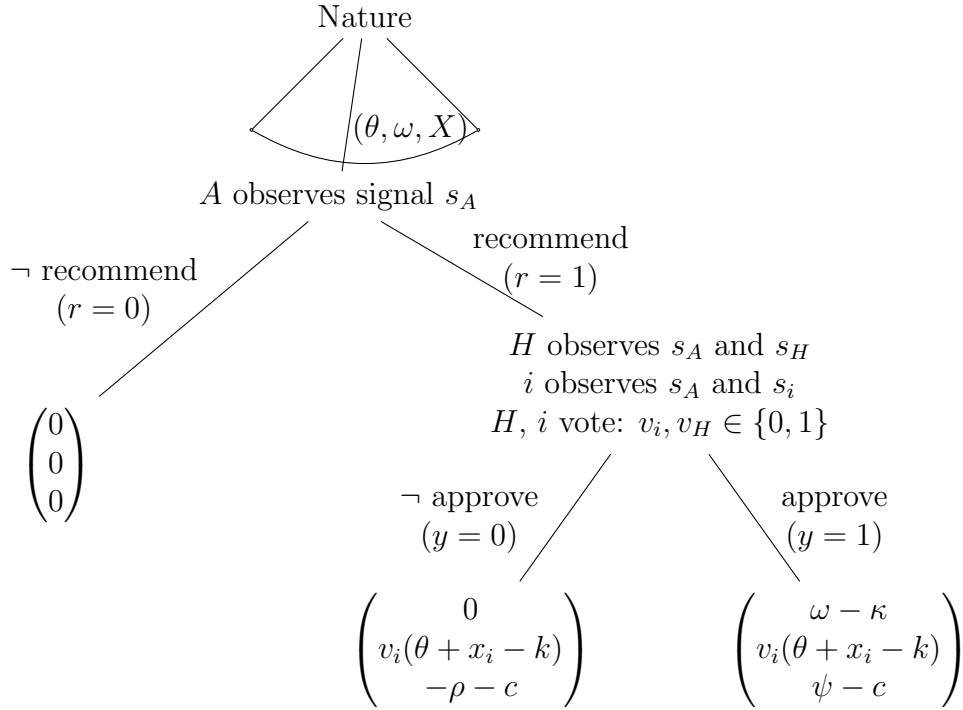 Nature
(θ, ω, X)
A observes signal s_A
¬ recommend
(r = 0)
recommend
(r = 1)
H observes s_A and s_H
i observes s_A and s_i
H, i vote: v_i, v_H ∈ {0, 1}
0
0
0
¬ approve
(y = 0)
approve
(y = 1)
0
v_i(θ + x_i − k)
−ρ − c
ω − κ
v_i(θ + x_i − k)
ψ − c